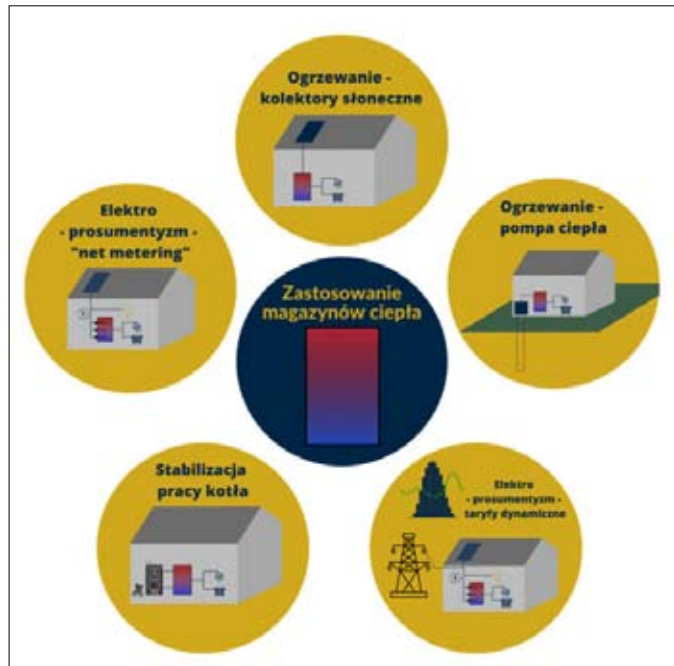 Ogrzewanie -
kolektory słoneczne
Elektro
- prosumentyzm -
"net metering"
Ogrzewanie -
pompa ciepła
Zastosowanie
magazynów ciepła
Stabilizacja
pracy kotła
Elektro
- prosumentyzm -
taryfy dynamiczne